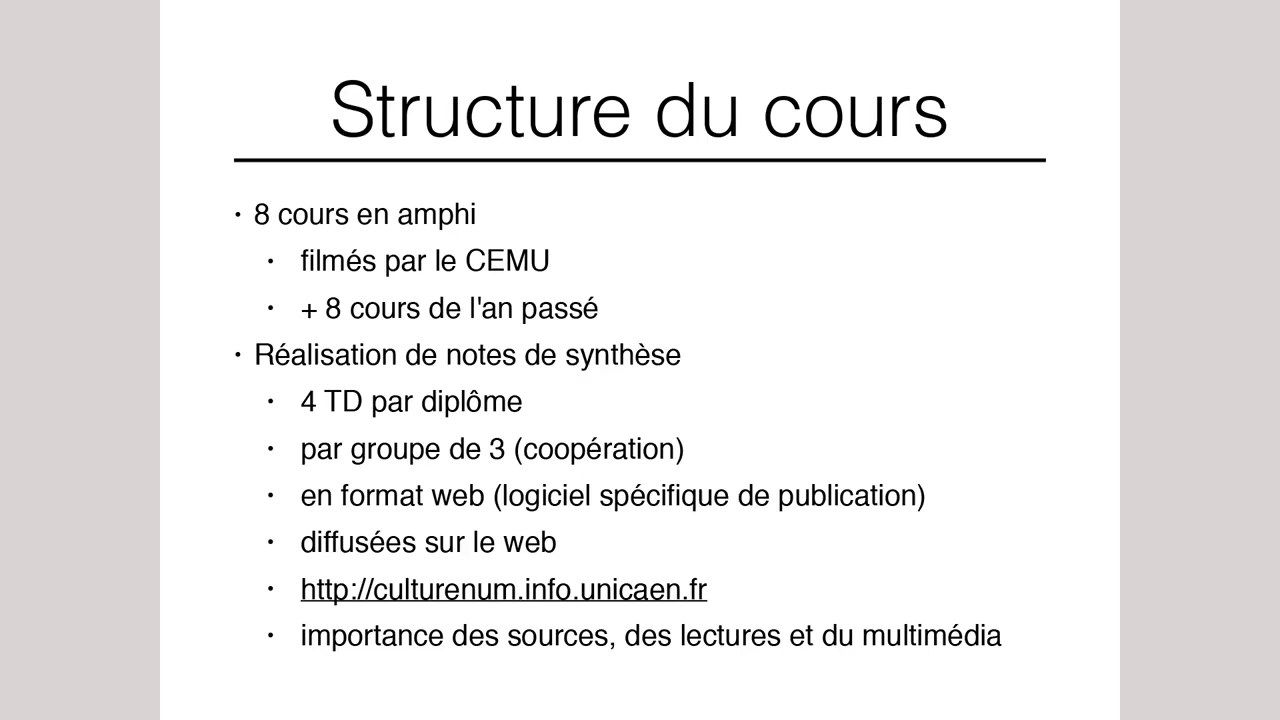 Structure du cours
• 8 cours en amphi
• filmés par le CEMU
• + 8 cours de l'an passé
• Réalisation de notes de synthèse
• 4 TD par diplôme
• par groupe de 3 (coopération)
• en format web (logiciel spécifique de publication)
• diffusées sur le web
• http://culturenum.info.unicaen.fr
• importance des sources, des lectures et du multimédia